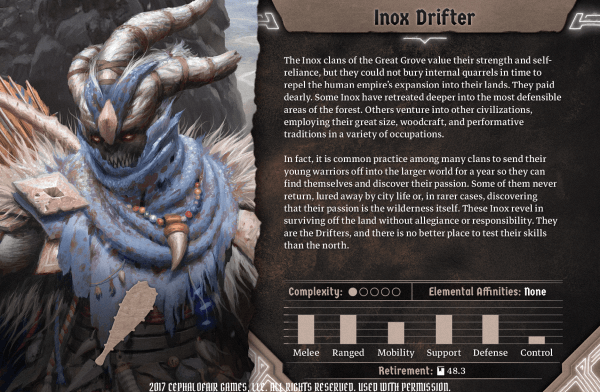 Inox Drifter
The Inox clans of the Great Grove value their strength and self-
reliance, but they could not bury internal quarrels in time to
repel the human empire's expansion into their lands. They paid
dearly. Some Inox have retreated deeper into the most defensible
areas of the forest. Others venture into other civilizations,
employing their great size, woodcraft, and performative
traditions in a variety of occupations.
In fact, it is common practice among many clans to send their
young warriors off into the larger world for a year so they can
find themselves and discover their passion. Some of them never
return, lured away by city life or, in rarer cases, discovering
that their passion is the wilderness itself. These Inox revel in
surviving off the land without allegiance or responsibility. They
are the Drifters, and there is no better place to test their skills
than the north.
Complexity: Elemental Affinities: None
Melee Ranged Mobility Support Defense Control
Retirement: 48.3
2017 CEPHALOFAIR GAMES, LLC. ALL RIGHTS RESERVED. USED WITH PERMISSION.